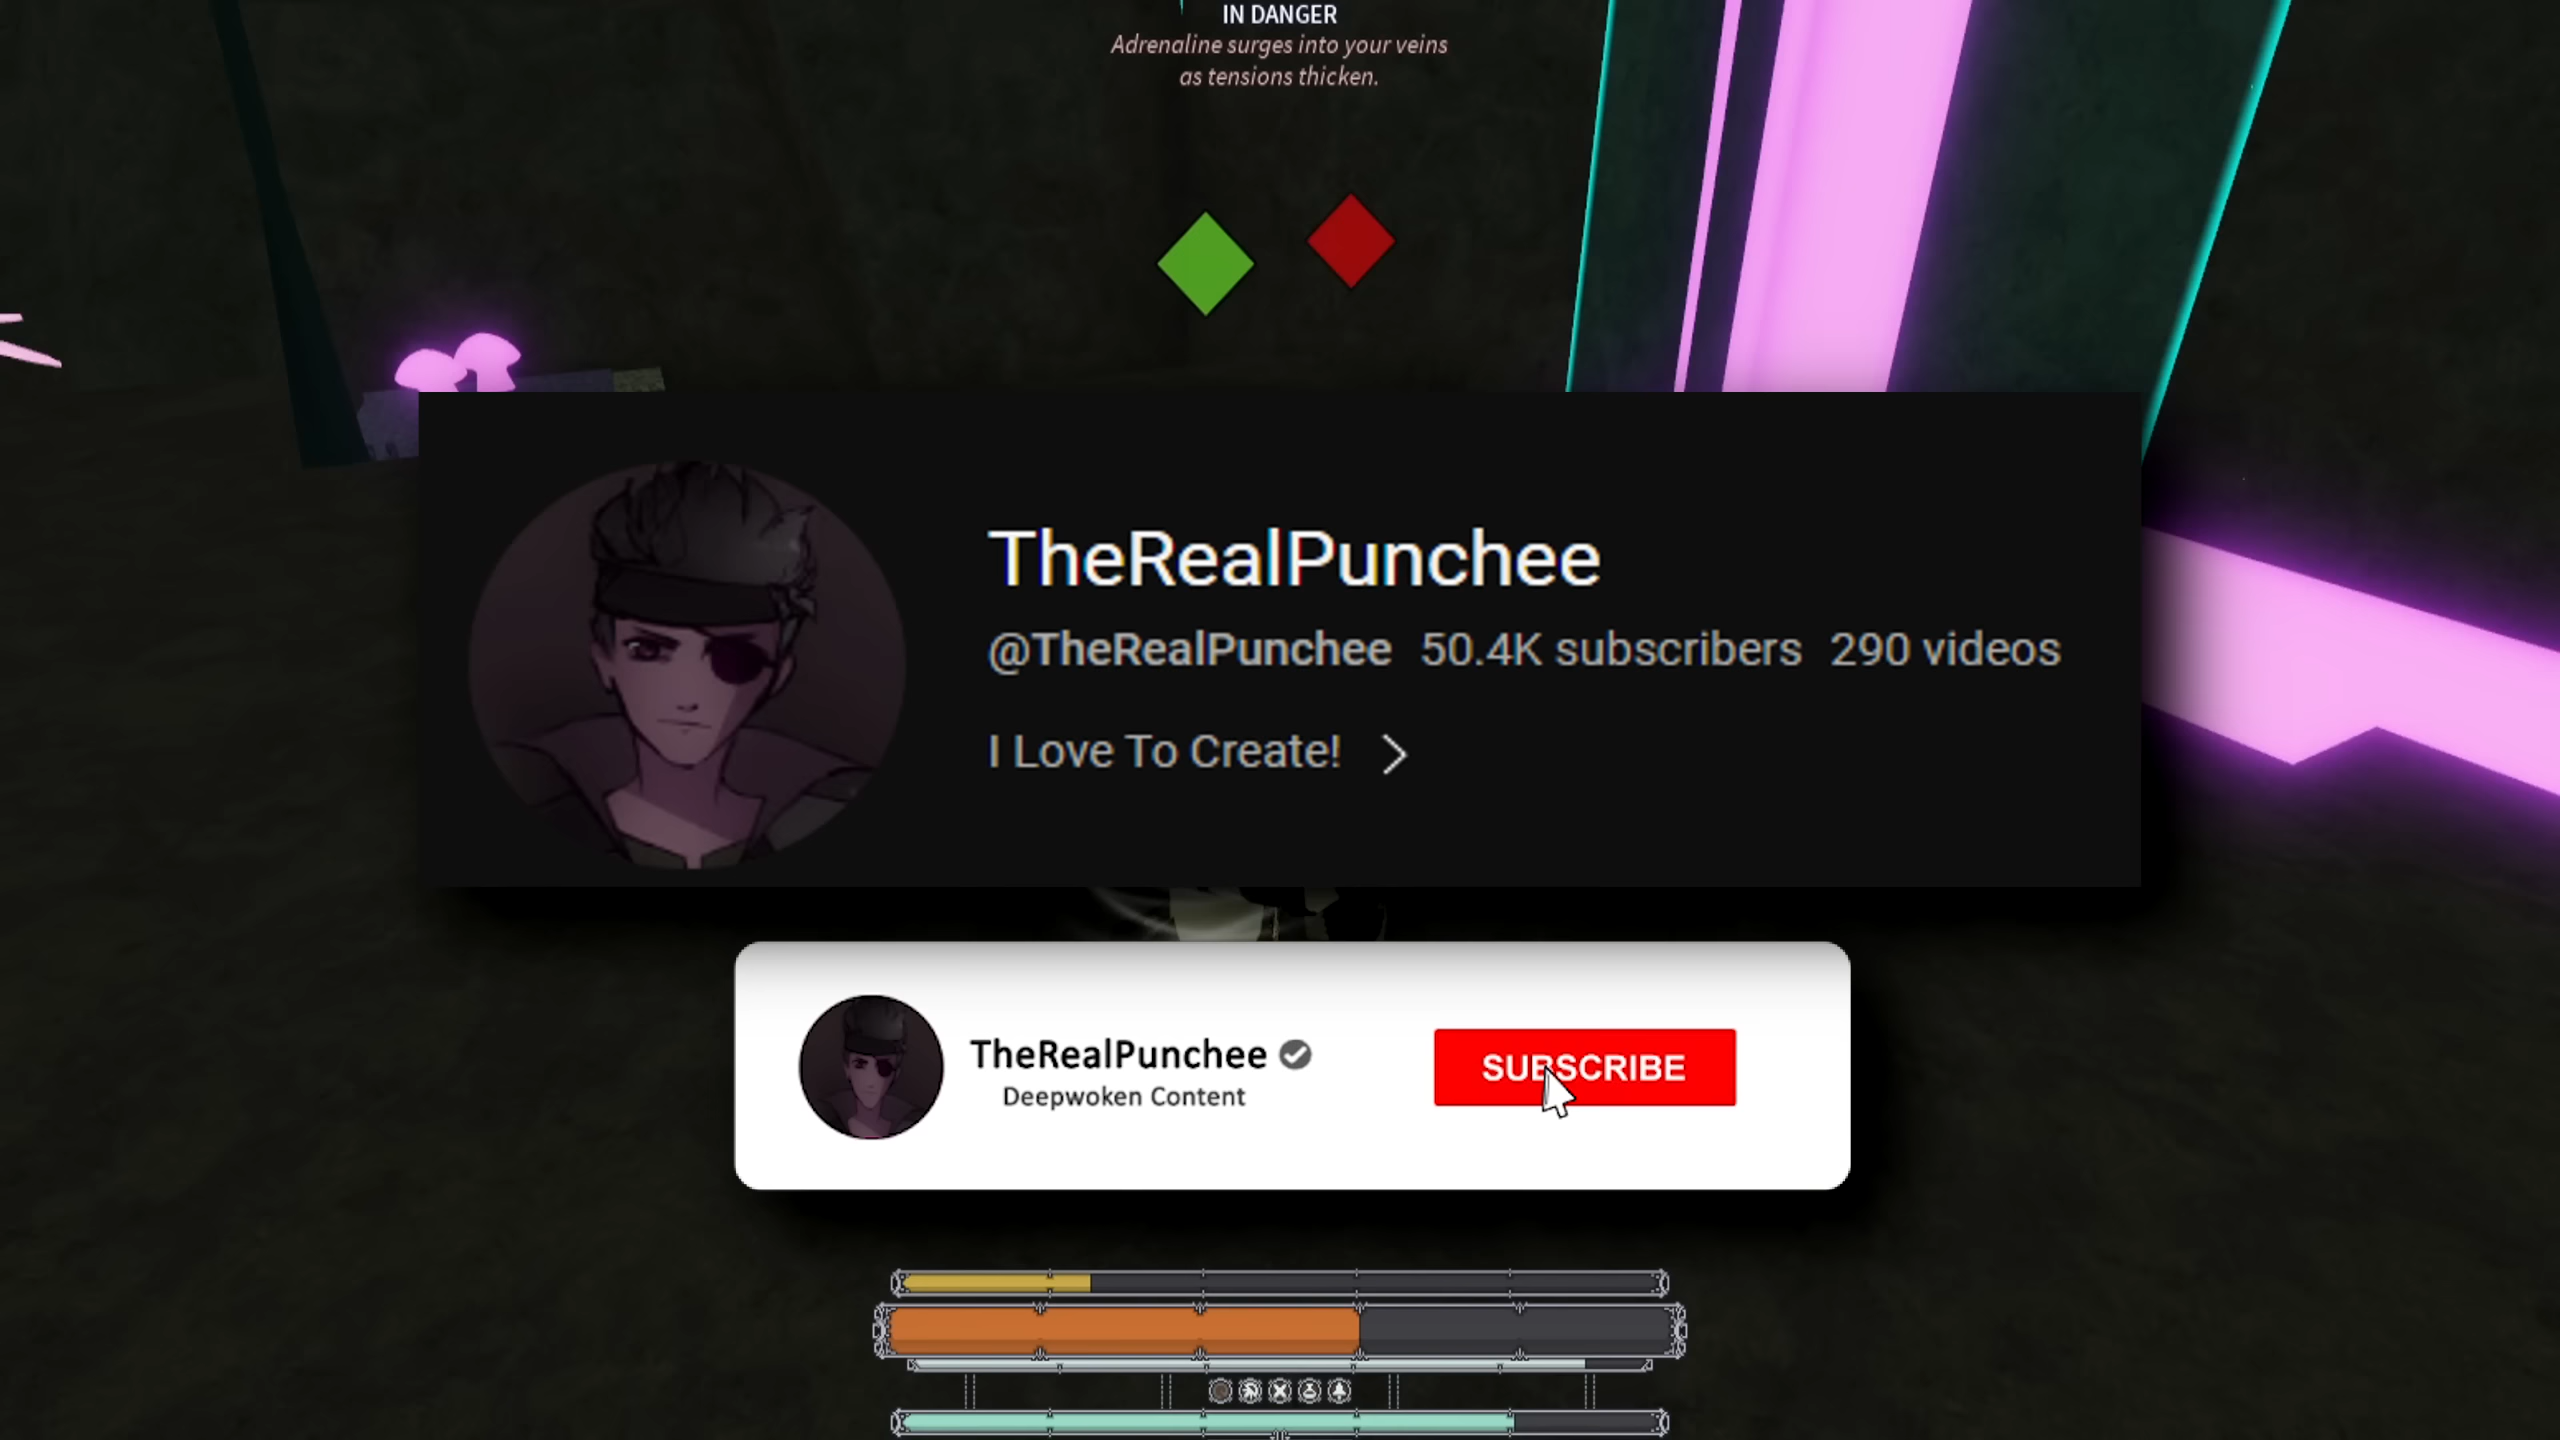 IN DANGER
Adrenaline surges into your veins
as tensions thicken.
TheRealPunchee
@TheRealPunchee 50.4K subscribers 290 videos
I Love To Create!
TheRealPunchee
Deepwoken Content
SUBSCRIBE